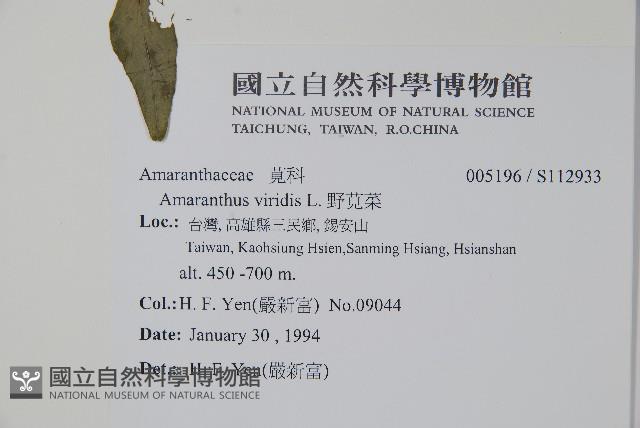 國立自然科學博物館
NATIONAL MUSEUM OF NATURAL SCIENCE
TAICHUNG, TAIWAN, R.O.CHINA
Amaranthaceae 莧科 005196 / S112933
Amaranthus viridis L. 野莧菜
Loc.: 台灣, 高雄縣三民鄉, 錫安山
Taiwan, Kaohsiung Hsien,Sanming Hsiang, Hsianshan
alt. 450 -700 m.
Col.:H. F. Yen(嚴新富) No.09044
Date: January 30 , 1994
Det.: H. F. Yen(嚴新富)
國立自然科學博物館
NATIONAL MUSEUM OF NATURAL SCIENCE